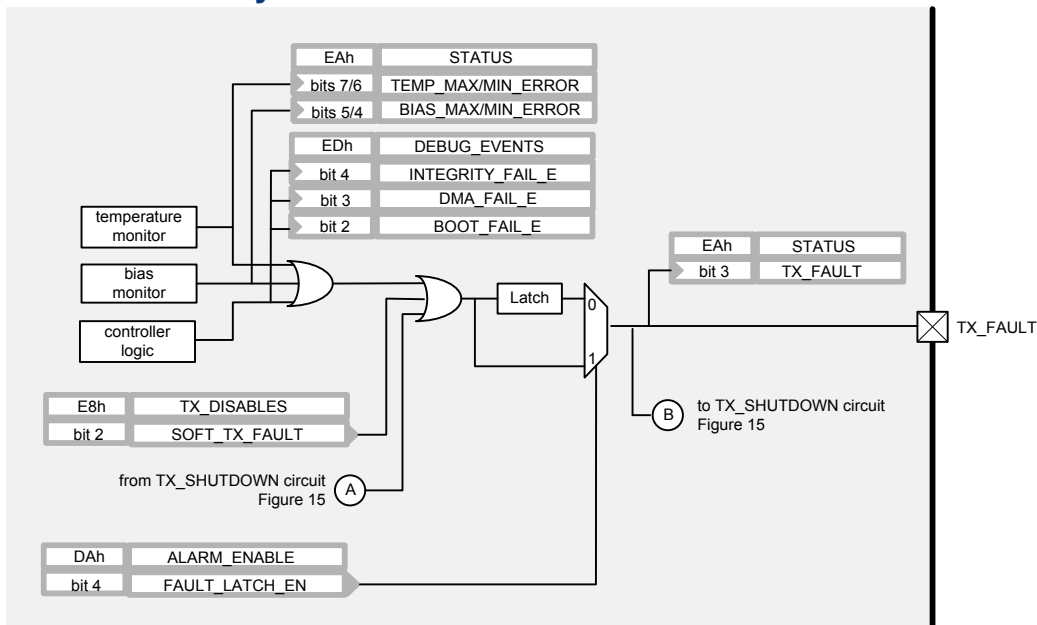 EAh STATUS
bits 7/6 TEMP_MAX/MIN_ERROR
bits 5/4 BIAS_MAX/MIN_ERROR
EDh DEBUG_EVENTS
bit 4 INTEGRITY_FAIL_E
bit 3 DMA_FAIL_E
bit 2 BOOT_FAIL_E
temperature
monitor
bias
monitor
controller
logic
EAh STATUS
bit 3 TX_FAULT
Latch
0
1
TX_FAULT
B
to TX_SHUTDOWN circuit
Figure 15
E8h TX_DISABLES
bit 2 SOFT_TX_FAULT
from TX_SHUTDOWN circuit
Figure 15
A
DAh ALARM_ENABLE
bit 4 FAULT_LATCH_EN